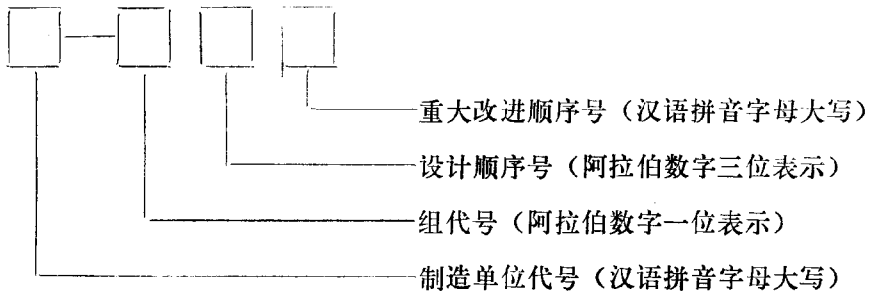 重大改进顺序号（汉语拼音字母大写）
设计顺序号（阿拉伯数字三位表示）
组代号（阿拉伯数字一位表示）
制造单位代号（汉语拼音字母大写）